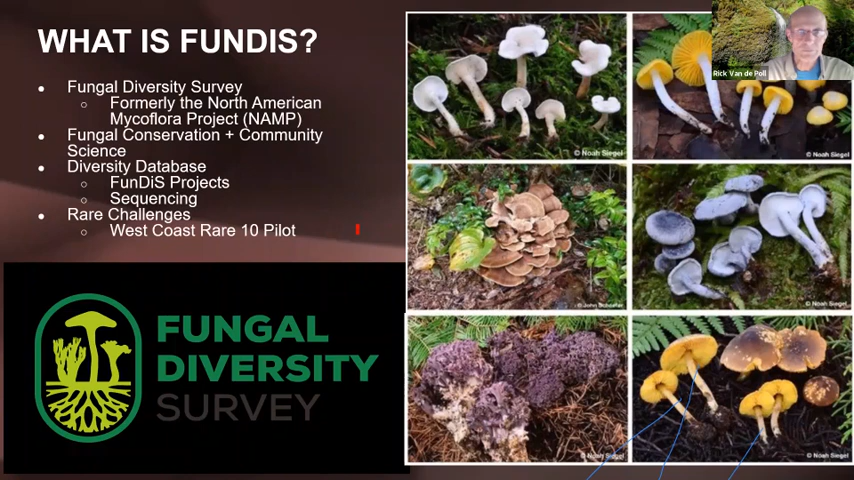 WHAT IS FUNDIS?
Fungal Diversity Survey
Formerly the North American
Mycoflora Project (NAMP)
Fungal Conservation + Community
Science
Diversity Database
FunDiS Projects
Sequencing
Rare Challenges
West Coast Rare 10 Pilot
FUNGAL
DIVERSITY
SURVEY
© Noah Siegel
Rick Van de Poll
© Noah Siegel
© Noah Siegel
© Noah Siegel
© Noah Siegel